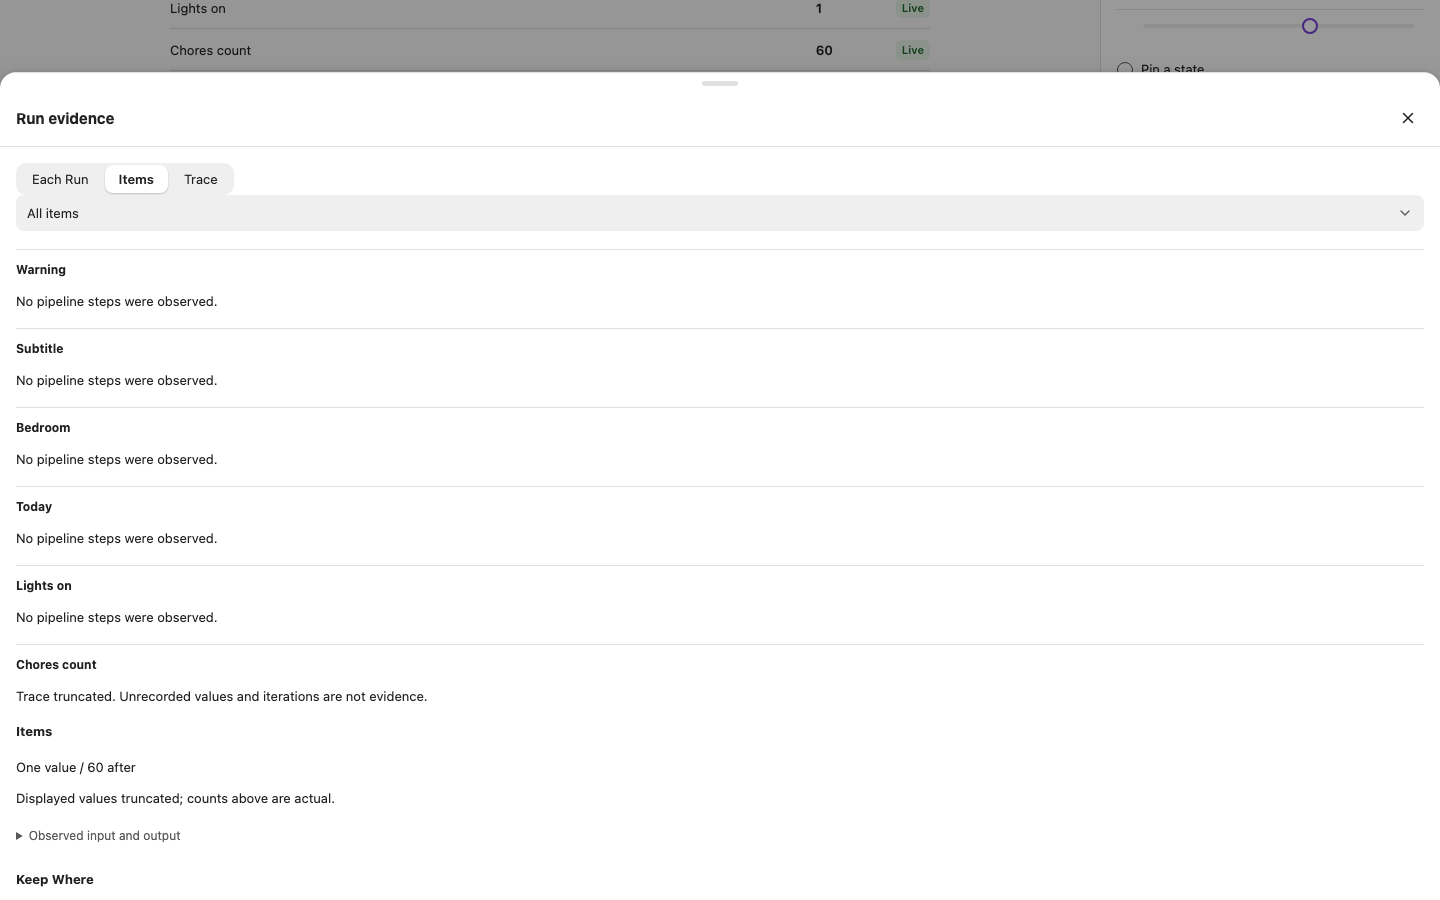 Lights on 1 Live
Chores count 60 Live
Pin a state
Run evidence
Each Run Items Trace
All items
Warning
No pipeline steps were observed.
Subtitle
No pipeline steps were observed.
Bedroom
No pipeline steps were observed.
Today
No pipeline steps were observed.
Lights on
No pipeline steps were observed.
Chores count
Trace truncated. Unrecorded values and iterations are not evidence.
Items
One value / 60 after
Displayed values truncated; counts above are actual.
Observed input and output
Keep Where